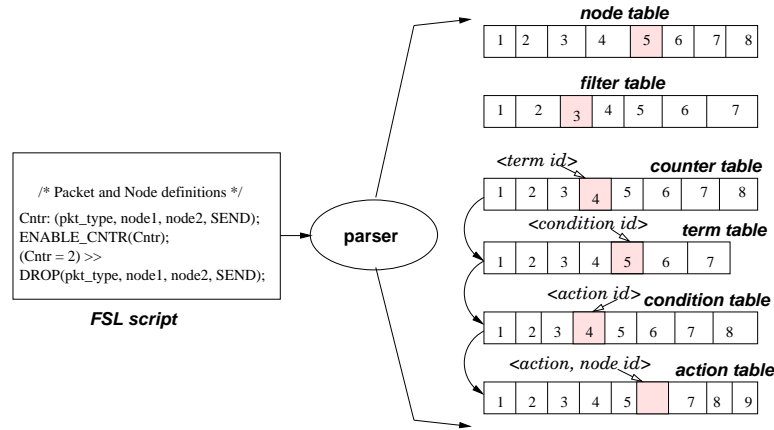 node table
1 2 3 4 5 6 7 8
filter table
1 2 3 4 5 6 7
<term id>
counter table
1 2 3 4 5 6 7 8
<condition id>
term table
1 2 3 4 5 6 7
<action id>
condition table
1 2 3 4 5 6 7 8
<action, node id>
action table
1 2 3 4 5 7 8 9
/* Packet and Node definitions */
Cntr: (pkt_type, node1, node2, SEND);
ENABLE_CNTR(Cntr);
(Cntr = 2) >>
DROP(pkt_type, node1, node2, SEND);
FSL script
parser